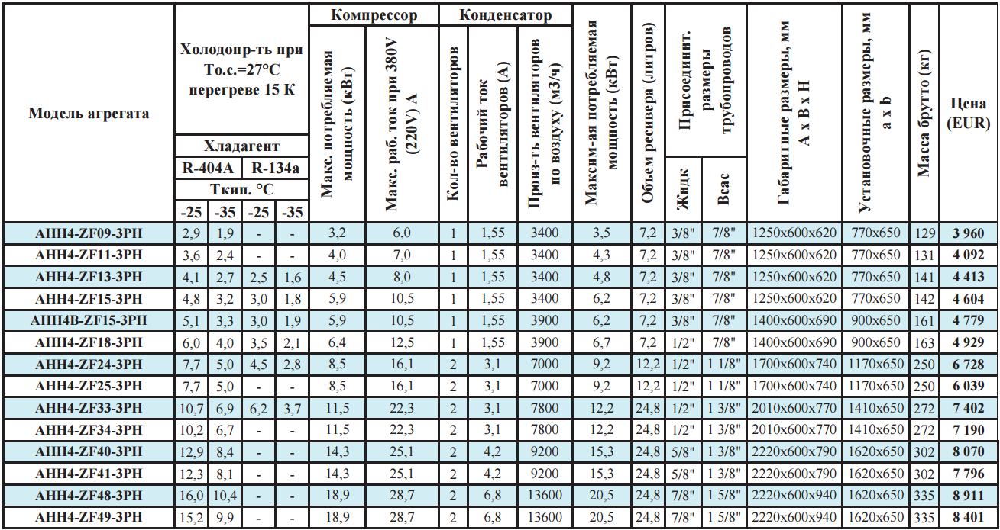 Модель агрегата
Холодопр-ть при
То.с.=27°С
перегреве 15 К
Хладагент
R-404A R-134a
Ткип. °С
-25 -35 -25 -35
Компрессор
Макс. потребляемая
мощность (кВт)
Макс. раб. ток при 380V
(220V) А
Конденсатор
Кол-во вентиляторов
Рабочий ток
вентиляторов (А)
Произ-ть вентиляторов
по воздуху (м3/ч)
Максим-ая потребляемая
мощность (кВт)
Объем ресивера (литров)
Присоединит.
размеры
трубопроводов
Жидк
Всас
Габаритные размеры, мм
A x B x H
Установочные размеры, мм
a x b
Масса брутто (кг)
Цена
(EUR)
АНН4-ZF09-3PH 2,9 1,9 - - 3,2 6,0 1 1,55 3400 3,5 7,2 3/8" 7/8" 1250x600x620 770x650 129 3 960
АНН4-ZF11-3PH 3,6 2,4 - - 4,0 7,0 1 1,55 3400 4,3 7,2 3/8" 7/8" 1250x600x620 770x650 131 4 092
АНН4-ZF13-3PH 4,1 2,7 2,5 1,6 4,5 8,0 1 1,55 3400 4,8 7,2 3/8" 7/8" 1250x600x620 770x650 141 4 413
АНН4-ZF15-3PH 4,8 3,2 3,0 1,8 5,9 10,5 1 1,55 3400 6,2 7,2 3/8" 7/8" 1250x600x620 770x650 142 4 604
АНН4В-ZF15-3PH 5,1 3,3 3,0 1,9 5,9 10,5 1 1,55 3900 6,2 7,2 3/8" 7/8" 1400x600x690 900x650 161 4 779
АНН4-ZF18-3PH 6,0 4,0 3,5 2,1 6,4 12,5 1 1,55 3900 6,7 7,2 1/2" 7/8" 1400x600x690 900x650 163 4 929
АНН4-ZF24-3PH 7,7 5,0 4,5 2,8 8,5 16,1 2 3,1 7000 9,2 12,2 1/2" 1 1/8" 1700x600x740 1170x650 250 6 728
АНН4-ZF25-3PH 7,7 5,0 - - 8,5 16,1 2 3,1 7000 9,2 12,2 1/2" 1 1/8" 1700x600x740 1170x650 250 6 039
АНН4-ZF33-3PH 10,7 6,9 6,2 3,7 11,5 22,3 2 3,1 7800 12,2 24,8 1/2" 1 3/8" 2010x600x770 1410x650 272 7 402
АНН4-ZF34-3PH 10,2 6,7 - - 11,5 22,3 2 3,1 7800 12,2 24,8 1/2" 1 3/8" 2010x600x770 1410x650 272 7 190
АНН4-ZF40-3PH 12,9 8,4 - - 14,3 25,1 2 4,2 9200 15,3 24,8 5/8" 1 3/8" 2220x600x790 1620x650 302 8 070
АНН4-ZF41-3PH 12,3 8,1 - - 14,3 25,1 2 4,2 9200 15,3 24,8 5/8" 1 3/8" 2220x600x790 1620x650 302 7 796
АНН4-ZF48-3PH 16,0 10,4 - - 18,9 28,7 2 6,8 13600 20,5 24,8 7/8" 1 5/8" 2220x600x940 1620x650 335 8 911
АНН4-ZF49-3PH 15,2 9,9 - - 18,9 28,7 2 6,8 13600 20,5 24,8 7/8" 1 5/8" 2220x600x940 1620x650 335 8 401